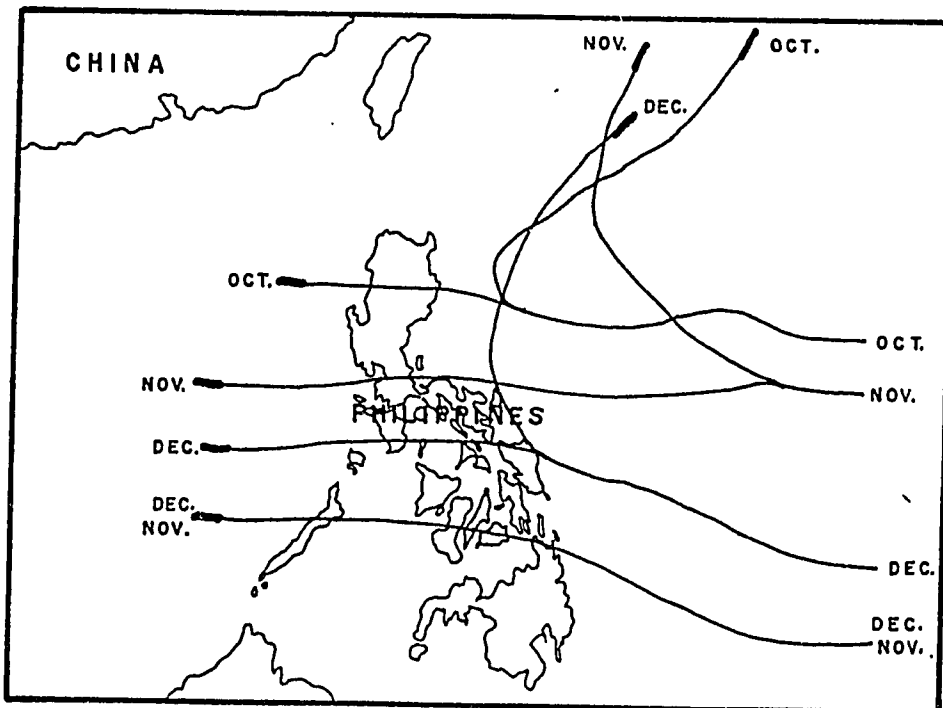 CHINA
NOV.
OCT.
DEC.
OCT.
OCT.
NOV.
NOV.
PHILIPPINES
DEC.
DEC.
NOV.
DEC.
DEC.
NOV.